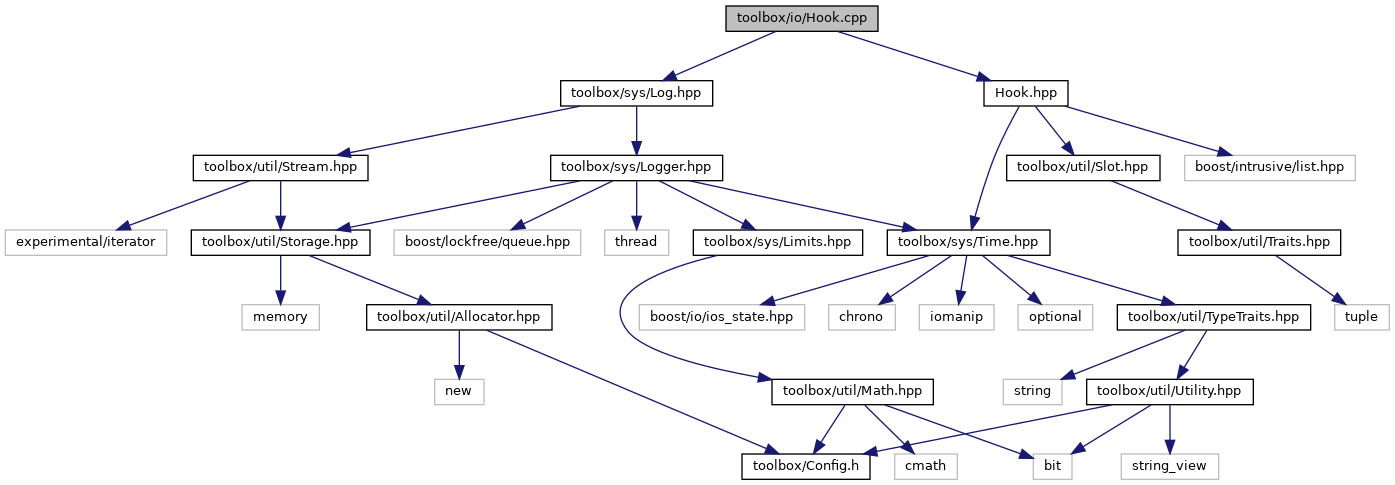 toolbox/io/Hook.cpp
toolbox/sys/Log.hpp
Hook.hpp
toolbox/util/Stream.hpp
toolbox/sys/Logger.hpp
toolbox/util/Slot.hpp
boost/intrusive/list.hpp
experimental/iterator
toolbox/util/Storage.hpp
boost/lockfree/queue.hpp
thread
toolbox/sys/Limits.hpp
toolbox/sys/Time.hpp
toolbox/util/Traits.hpp
memory
toolbox/util/Allocator.hpp
boost/io/ios_state.hpp
chrono
iomanip
optional
toolbox/util/TypeTraits.hpp
tuple
new
toolbox/util/Math.hpp
string
toolbox/util/Utility.hpp
toolbox/Config.h
cmath
bit
string_view